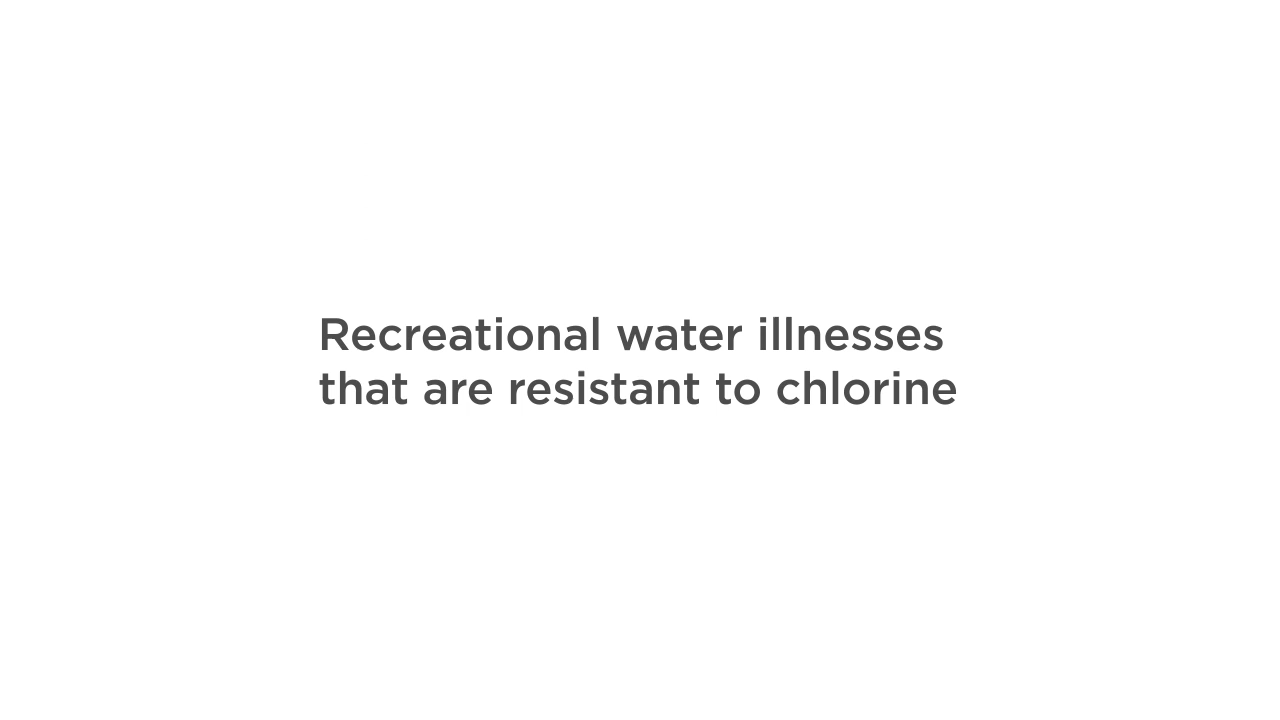 Recreational water illnesses
that are resistant to chlorine